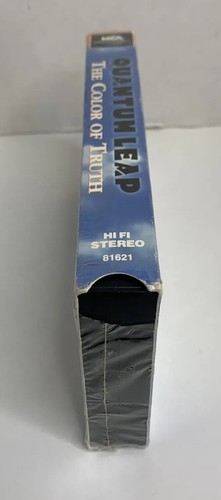 MCA
QUANTUM LEAP
THE COLOR OF TRUTH
HI FI
STEREO
81621